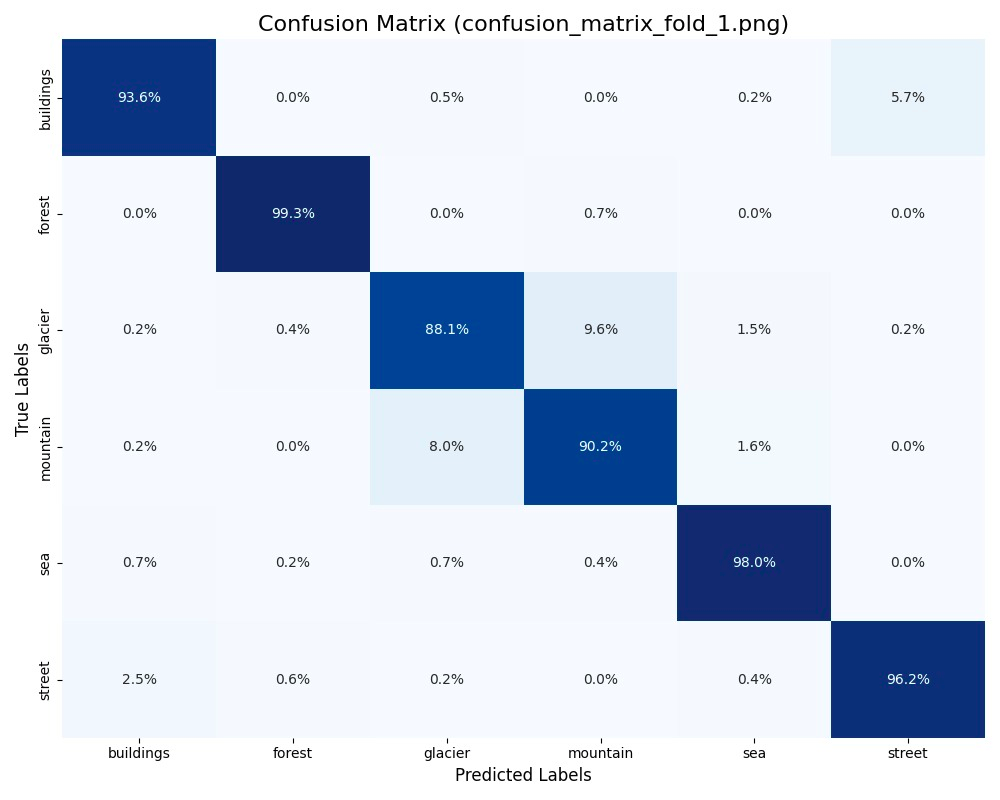 Confusion Matrix (confusion_matrix_fold_1.png)
True Labels
buildings 93.6% 0.0% 0.5% 0.0% 0.2% 5.7%
forest 0.0% 99.3% 0.0% 0.7% 0.0% 0.0%
glacier 0.2% 0.4% 88.1% 9.6% 1.5% 0.2%
mountain 0.2% 0.0% 8.0% 90.2% 1.6% 0.0%
sea 0.7% 0.2% 0.7% 0.4% 98.0% 0.0%
street 2.5% 0.6% 0.2% 0.0% 0.4% 96.2%
buildings forest glacier mountain sea street
Predicted Labels